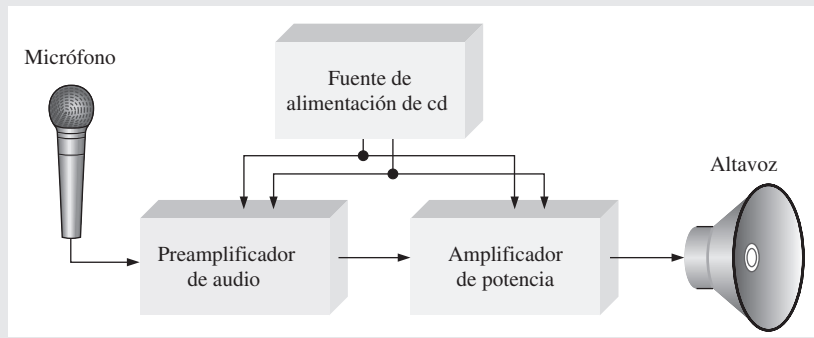 Micrófono
Fuente de
alimentación de cd
Altavoz
Preamplificador
de audio
Amplificador
de potencia